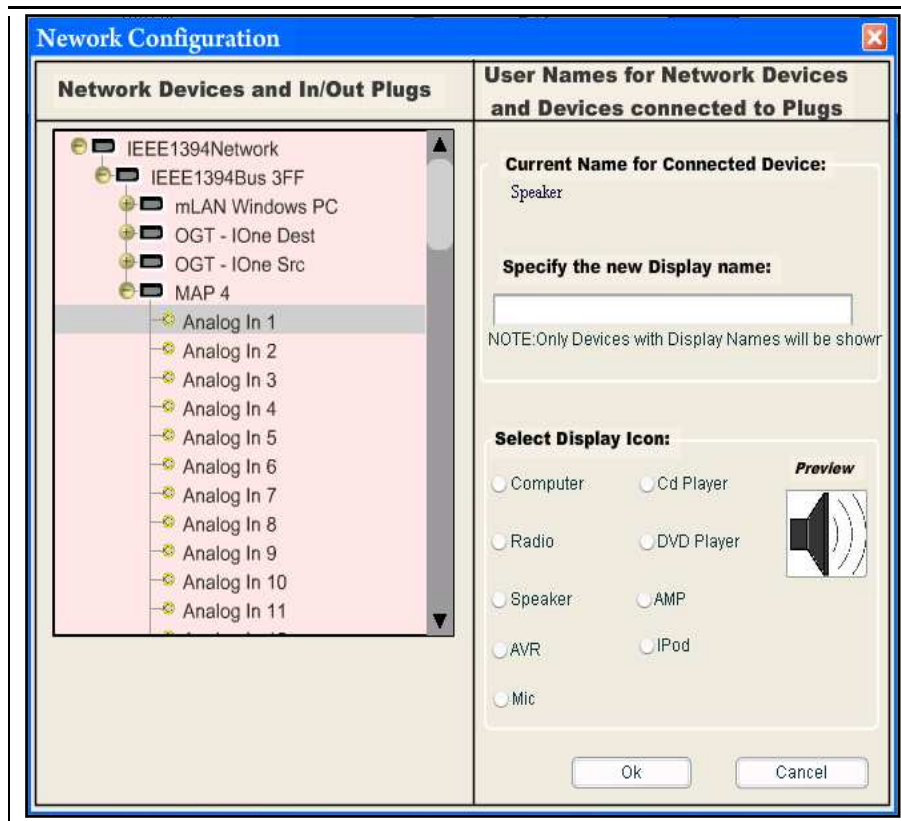 Nework Configuration
Network Devices and In/Out Plugs
IEEE1394Network
IEEE1394Bus 3FF
mLAN Windows PC
OGT - IOne Dest
OGT - IOne Src
MAP 4
Analog In 1
Analog In 2
Analog In 3
Analog In 4
Analog In 5
Analog In 6
Analog In 7
Analog In 8
Analog In 9
Analog In 10
Analog In 11
User Names for Network Devices
and Devices connected to Plugs
Current Name for Connected Device:
Speaker
Specify the new Display name:
NOTE:Only Devices with Display Names will be shown
Select Display Icon:
Preview
Computer
Cd Player
Radio
DVD Player
Speaker
AMP
AVR
IPod
Mic
Ok
Cancel